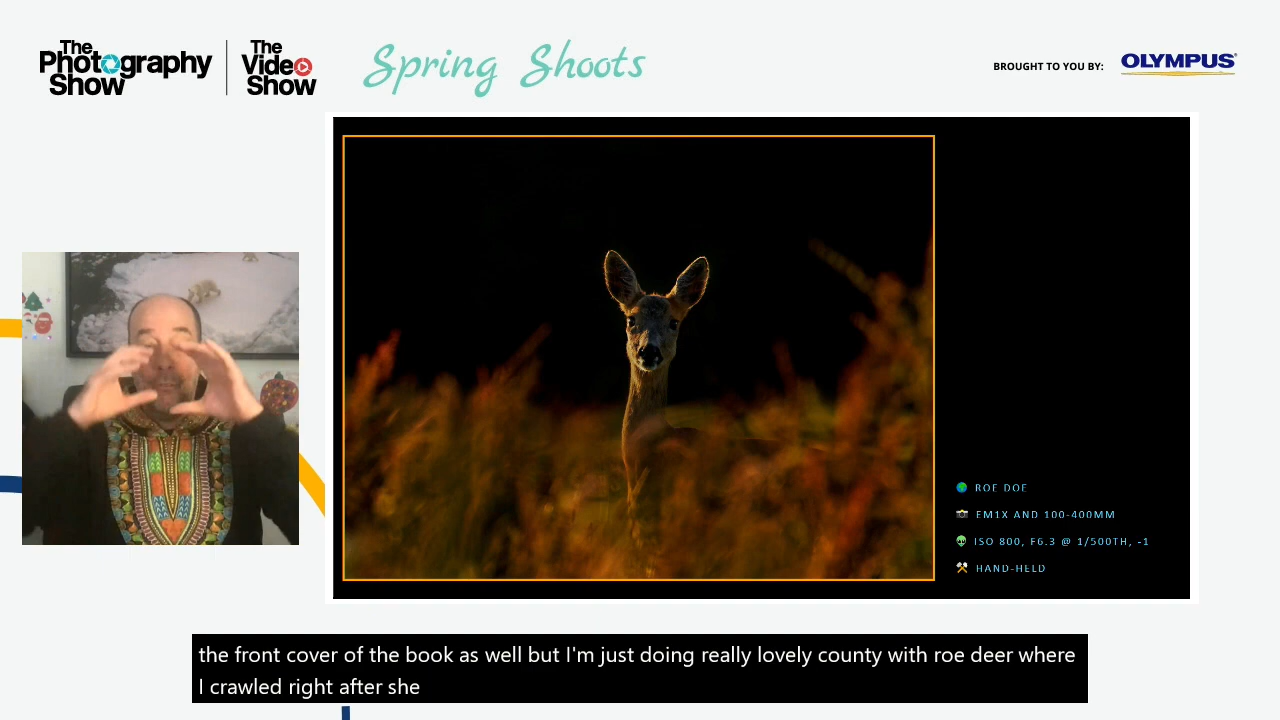 The
Photography
Show
The
Video
Show
Spring Shoots
BROUGHT TO YOU BY:
OLYMPUS®
ROE DOE
EM1X AND 100-400MM
ISO 800, F6.3 @ 1/500TH, -1
HAND-HELD
the front cover of the book as well but I'm just doing really lovely county with roe deer where
I crawled right after she